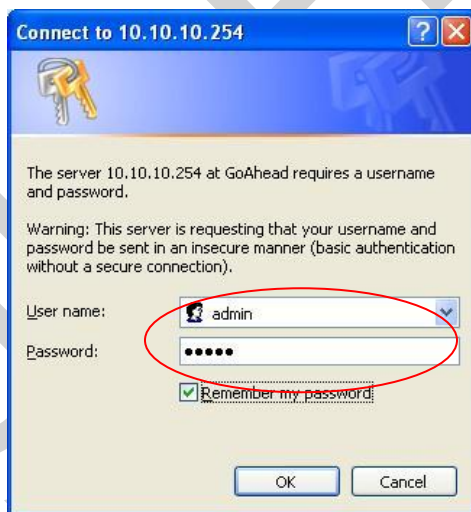 Connect to 10.10.10.254
The server 10.10.10.254 at GoAhead requires a username
and password.
Warning: This server is requesting that your username and
password be sent in an insecure manner (basic authentication
without a secure connection).
User name:
admin
Password:
•••••
Remember my password
OK
Cancel